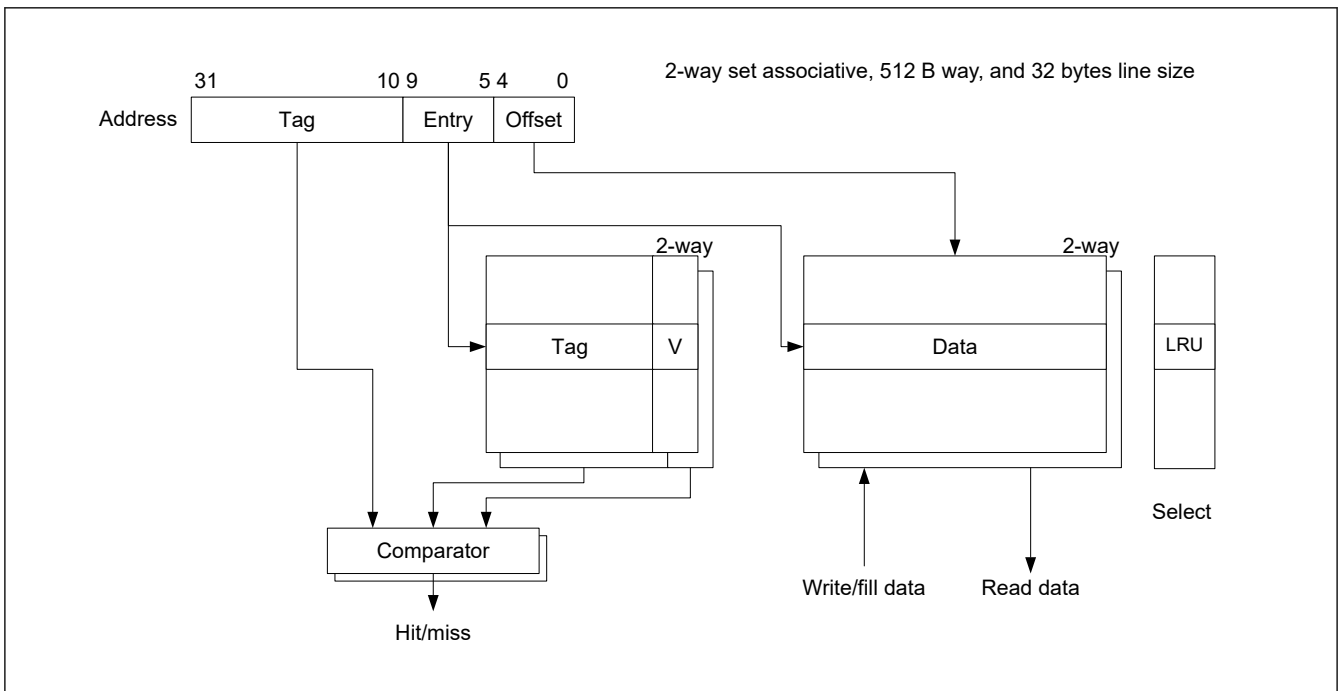 2-way set associative, 512 B way, and 32 bytes line size
31 10 9 5 4 0
Address Tag Entry Offset
2-way 2-way
Tag V Data LRU
Select
Comparator
Write/fill data Read data
Hit/miss